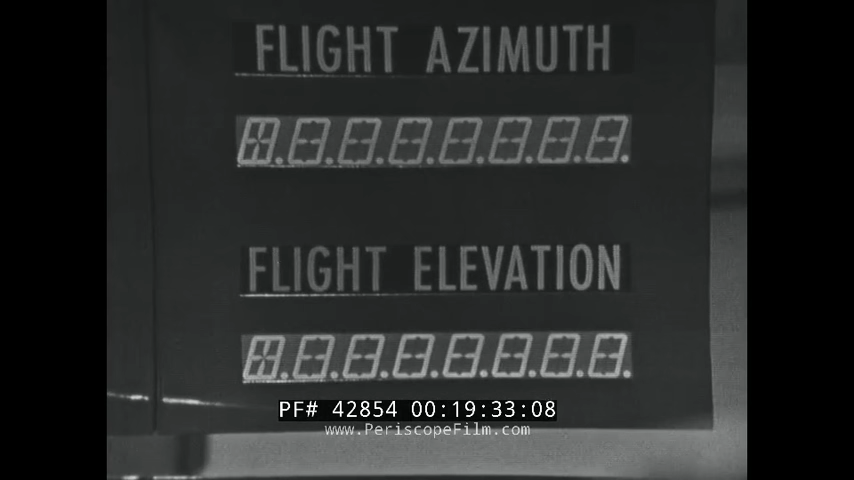 FLIGHT AZIMUTH
FLIGHT ELEVATION
PF# 42854 00:19:33:08
www.PeriscopeFilm.com